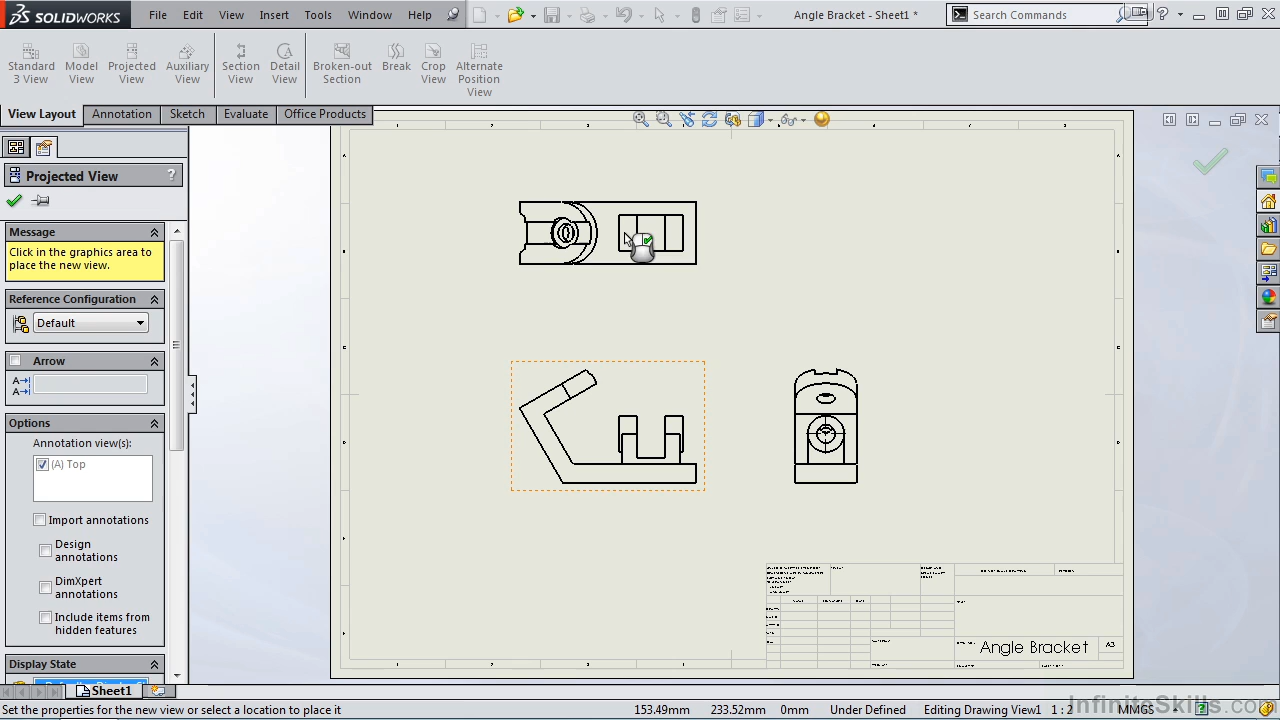 SOLIDWORKS File Edit View Insert Tools Window Help Angle Bracket - Sheet1 * Search Commands ?
Standard 3 View Model View Projected View Auxiliary View Section View Detail View Broken-out Section Break Crop View Alternate Position View
View Layout Annotation Sketch Evaluate Office Products
Projected View ?
Message
Click in the graphics area to
place the new view.
Reference Configuration
Default
Arrow
Options
Annotation view(s):
(A) Top
Import annotations
Design
annotations
DimXpert
annotations
Include items from
hidden features
Display State
Angle Bracket A3
Sheet1
InfiniteSkills.com
Set the properties for the new view or select a location to place it 153.49mm 233.52mm 0mm Under Defined Editing Drawing View1 1 : 2 MMGS